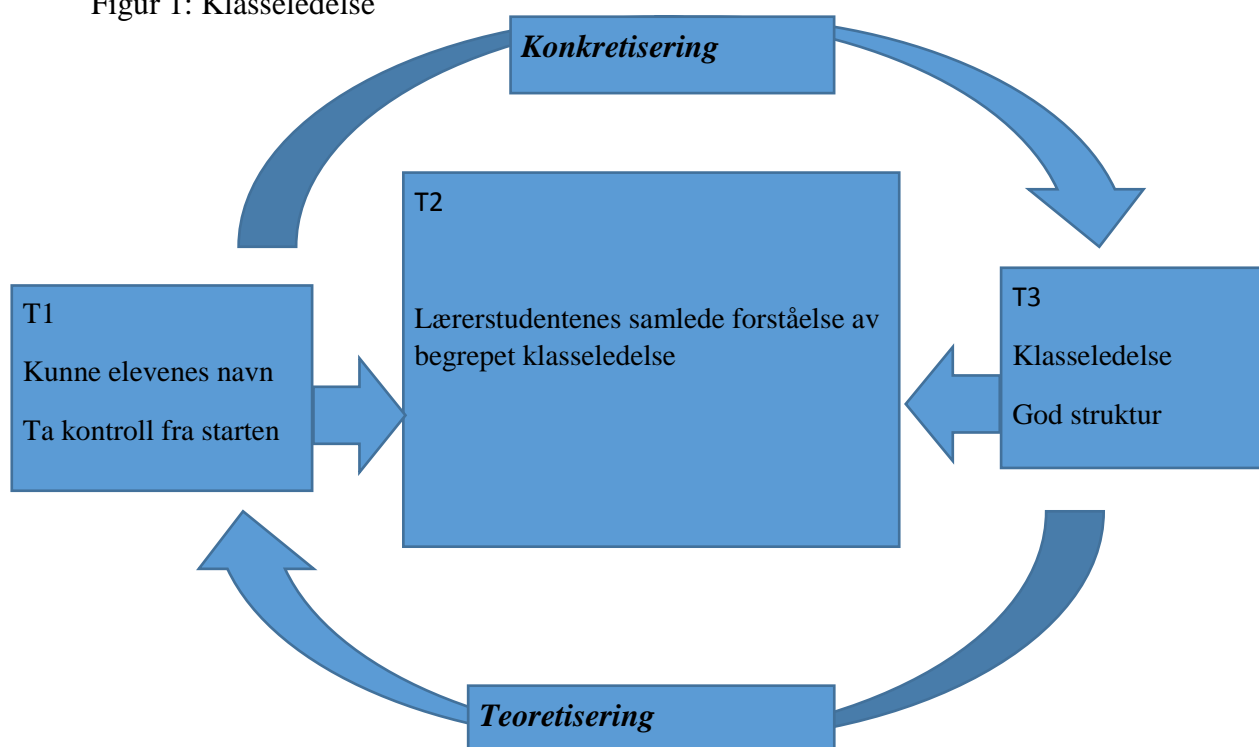 Figur 1: Klasseledelse
Konkretisering
T2
Lærerstudentenes samlede forståelse av
begrepet klasseledelse
T1
Kunne elevenes navn
Ta kontroll fra starten
T3
Klasseledelse
God struktur
Teoretisering